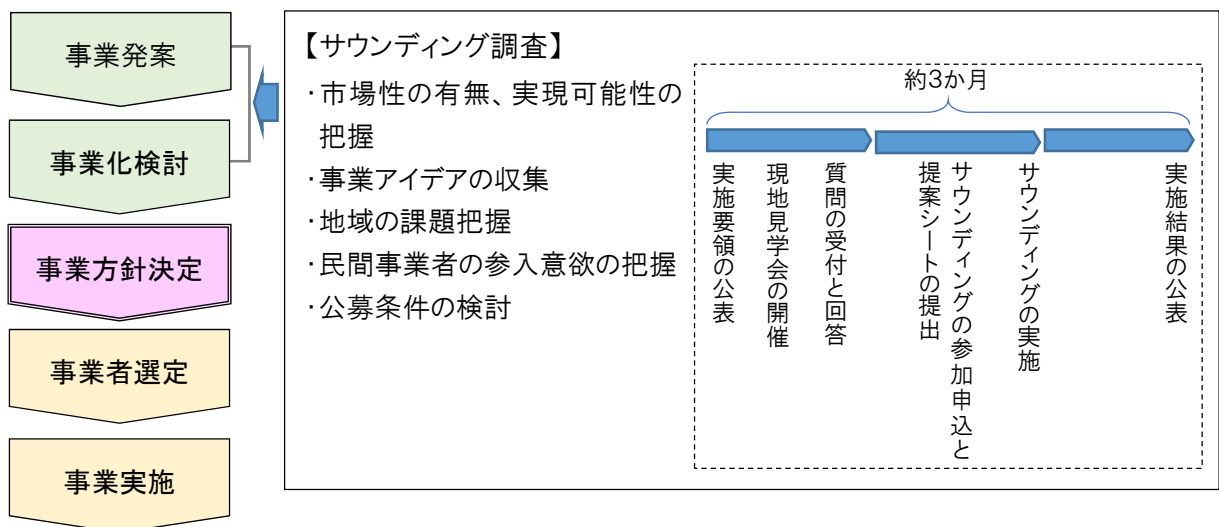 事業発案
事業化検討
事業方針決定
事業者選定
事業実施
【サウンディング調査】
・市場性の有無、実現可能性の
把握
・事業アイデアの収集
・地域の課題把握
・民間事業者の参入意欲の把握
・公募条件の検討
約3か月
実施要領の公表
現地見学会の開催
質問の受付と回答
サウンディングの参加申込と
提案シートの提出
サウンディングの実施
実施結果の公表